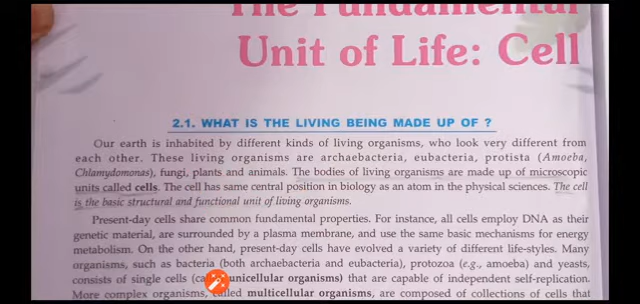 The Fundamental
Unit of Life: Cell
2.1. WHAT IS THE LIVING BEING MADE UP OF ?
Our earth is inhabited by different kinds of living organisms, who look very different from
each other. These living organisms are archaebacteria, eubacteria, protista (Amoeba,
Chlamydomonas), fungi, plants and animals. The bodies of living organisms are made up of microscopic
units called cells. The cell has same central position in biology as an atom in the physical sciences. The cell
is the basic structural and functional unit of living organisms.
Present-day cells share common fundamental properties. For instance, all cells employ DNA as their
genetic material, are surrounded by a plasma membrane, and use the same basic mechanisms for energy
metabolism. On the other hand, present-day cells have evolved a variety of different life-styles. Many
organisms, such as bacteria (both archaebacteria and eubacteria), protozoa (e.g., amoeba) and yeasts,
consists of single cells unicellular organisms) that are capable of independent self-replication.
More complex organisms, called multicellular organisms, are composed of collections of cells that